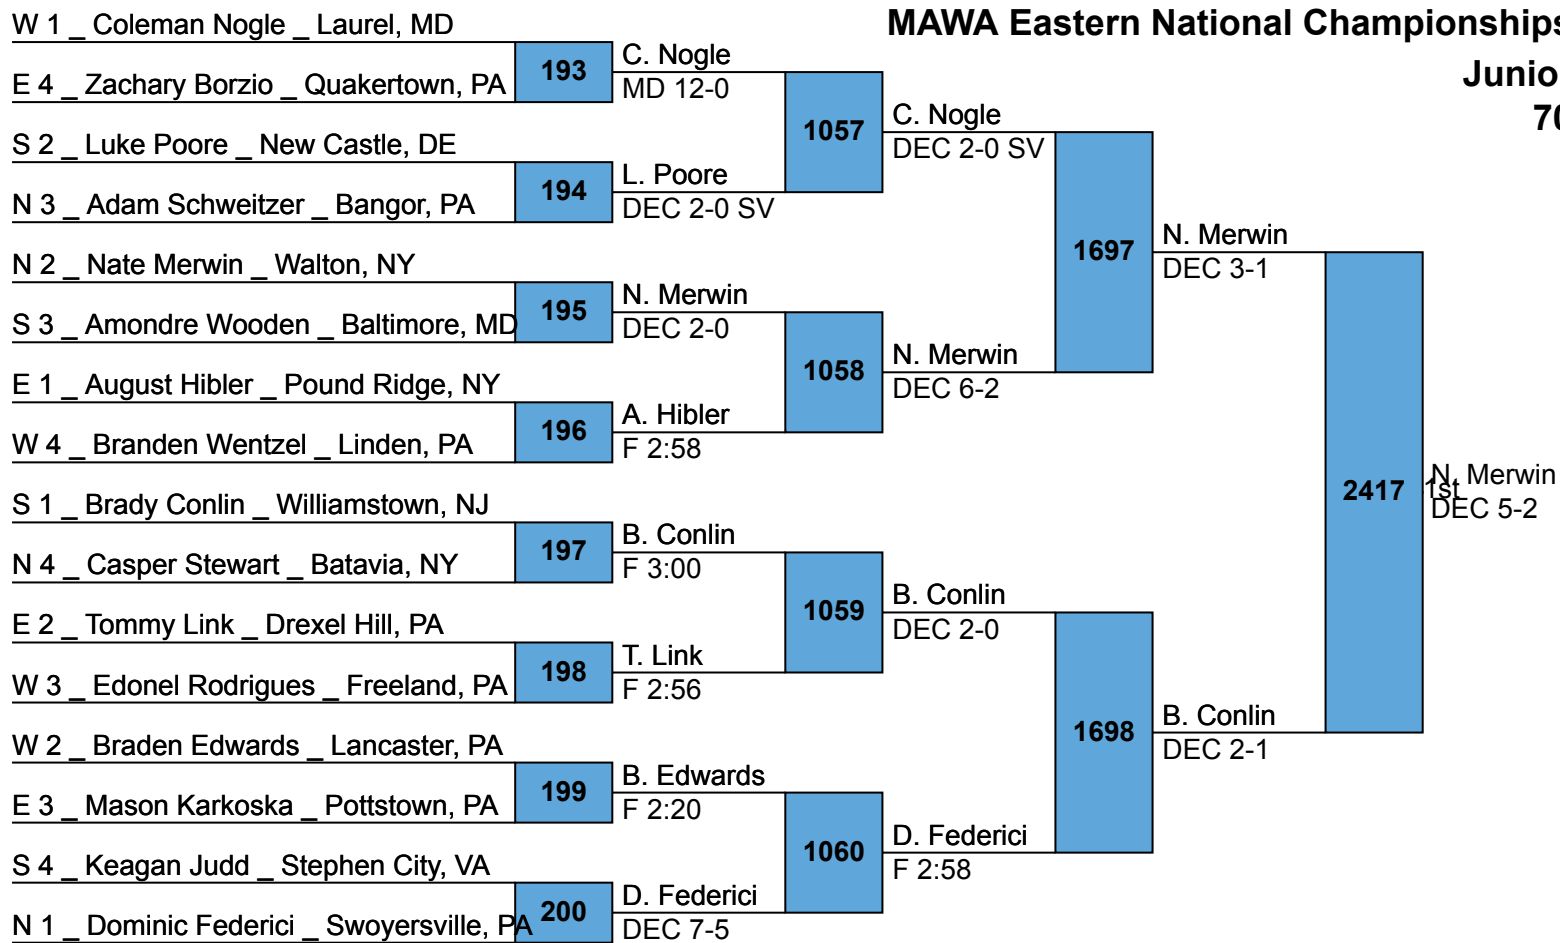 MAWA Eastern National Championships
Junior
70
W 1 _ Coleman Nogle _ Laurel, MD
E 4 _ Zachary Borzio _ Quakertown, PA
193
C. Nogle
MD 12-0
S 2 _ Luke Poore _ New Castle, DE
N 3 _ Adam Schweitzer _ Bangor, PA
194
L. Poore
DEC 2-0 SV
1057
C. Nogle
DEC 2-0 SV
N 2 _ Nate Merwin _ Walton, NY
S 3 _ Amondre Wooden _ Baltimore, MD
195
N. Merwin
DEC 2-0
E 1 _ August Hibler _ Pound Ridge, NY
W 4 _ Branden Wentzel _ Linden, PA
196
A. Hibler
F 2:58
1058
N. Merwin
DEC 6-2
1697
N. Merwin
DEC 3-1
S 1 _ Brady Conlin _ Williamstown, NJ
N 4 _ Casper Stewart _ Batavia, NY
197
B. Conlin
F 3:00
E 2 _ Tommy Link _ Drexel Hill, PA
W 3 _ Edonel Rodrigues _ Freeland, PA
198
T. Link
F 2:56
1059
B. Conlin
DEC 2-0
W 2 _ Braden Edwards _ Lancaster, PA
E 3 _ Mason Karkoska _ Pottstown, PA
199
B. Edwards
F 2:20
S 4 _ Keagan Judd _ Stephen City, VA
N 1 _ Dominic Federici _ Swoyersville, PA
200
D. Federici
DEC 7-5
1060
D. Federici
F 2:58
1698
B. Conlin
DEC 2-1
2417
1st
N. Merwin
DEC 5-2